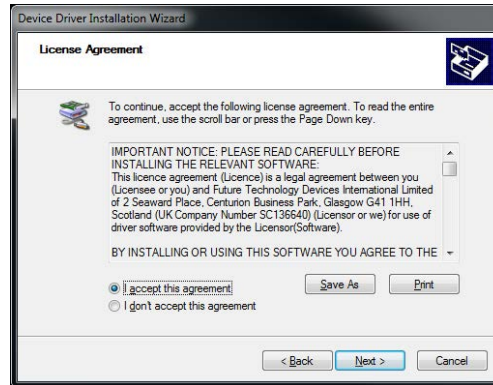 Device Driver Installation Wizard
License Agreement
To continue, accept the following license agreement. To read the entire
agreement, use the scroll bar or press the Page Down key.
IMPORTANT NOTICE: PLEASE READ CAREFULLY BEFORE
INSTALLING THE RELEVANT SOFTWARE:
This licence agreement (Licence) is a legal agreement between you
(Licensee or you) and Future Technology Devices International Limited
of 2 Seaward Place, Centurion Business Park, Glasgow G41 1HH,
Scotland (UK Company Number SC136640) (Licensor or we) for use of
driver software provided by the Licensor(Software).
BY INSTALLING OR USING THIS SOFTWARE YOU AGREE TO THE
I accept this agreement
Save As
Print
I don't accept this agreement
< Back
Next >
Cancel